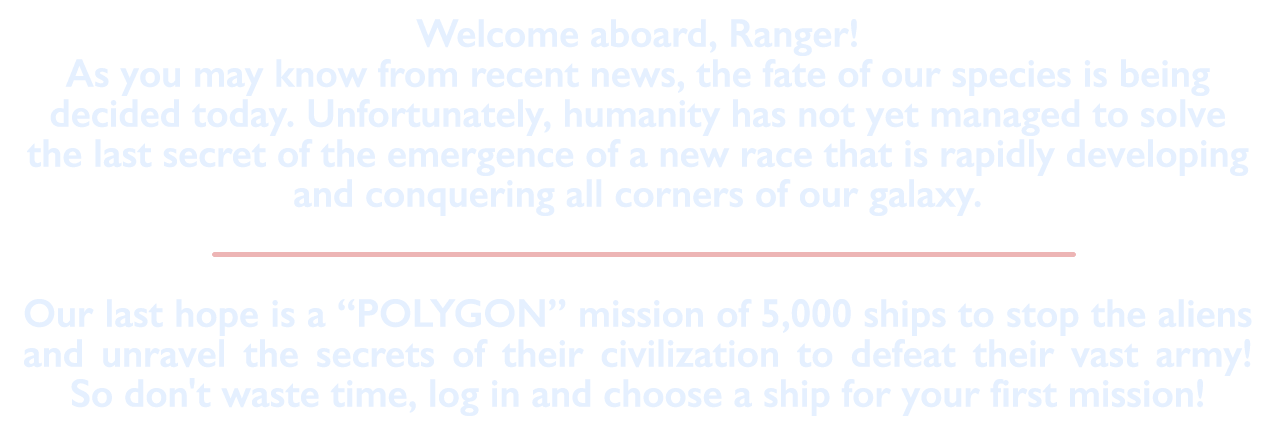 Welcome aboard, Ranger!
As you may know from recent news, the fate of our species is being
decided today. Unfortunately, humanity has not yet managed to solve
the last secret of the emergence of a new race that is rapidly developing
and conquering all corners of our galaxy.
Our last hope is a “POLYGON” mission of 5,000 ships to stop the aliens
and unravel the secrets of their civilization to defeat their vast army!
So don't waste time, log in and choose a ship for your first mission!